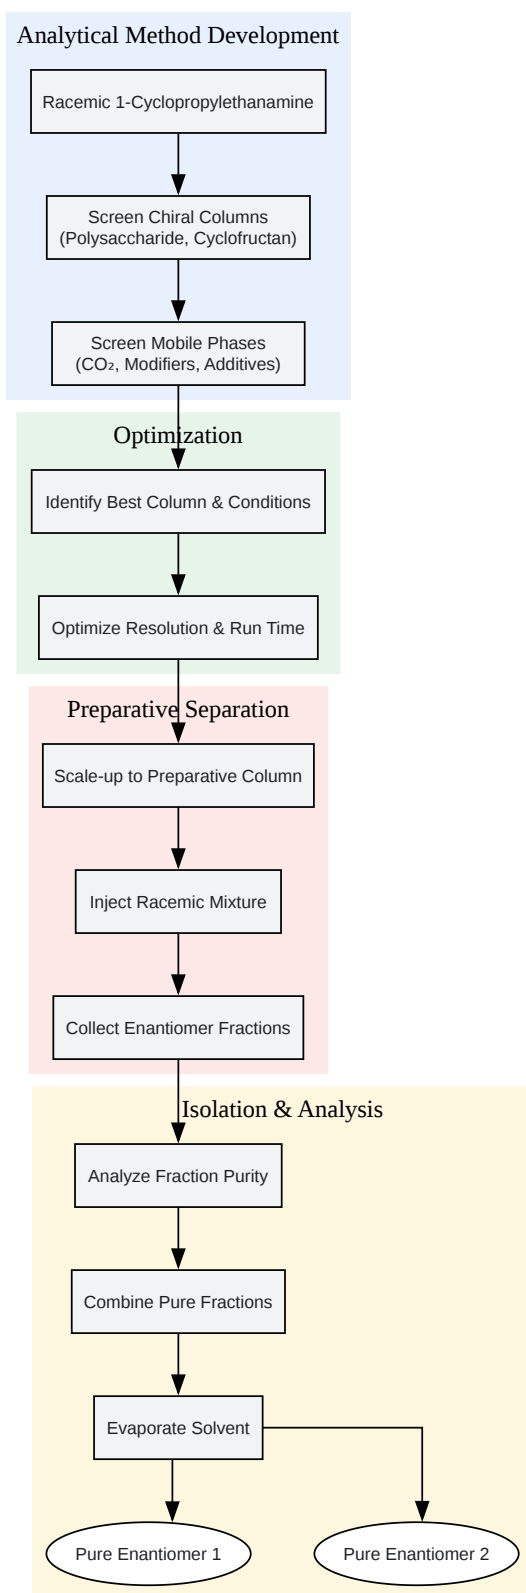 Analytical Method Development
Racemic 1-Cyclopropylethanamine
Screen Chiral Columns
(Polysaccharide, Cyclofructan)
Screen Mobile Phases
(CO₂, Modifiers, Additives)
Optimization
Identify Best Column & Conditions
Optimize Resolution & Run Time
Preparative Separation
Scale-up to Preparative Column
Inject Racemic Mixture
Collect Enantiomer Fractions
Isolation & Analysis
Analyze Fraction Purity
Combine Pure Fractions
Evaporate Solvent
Pure Enantiomer 1
Pure Enantiomer 2